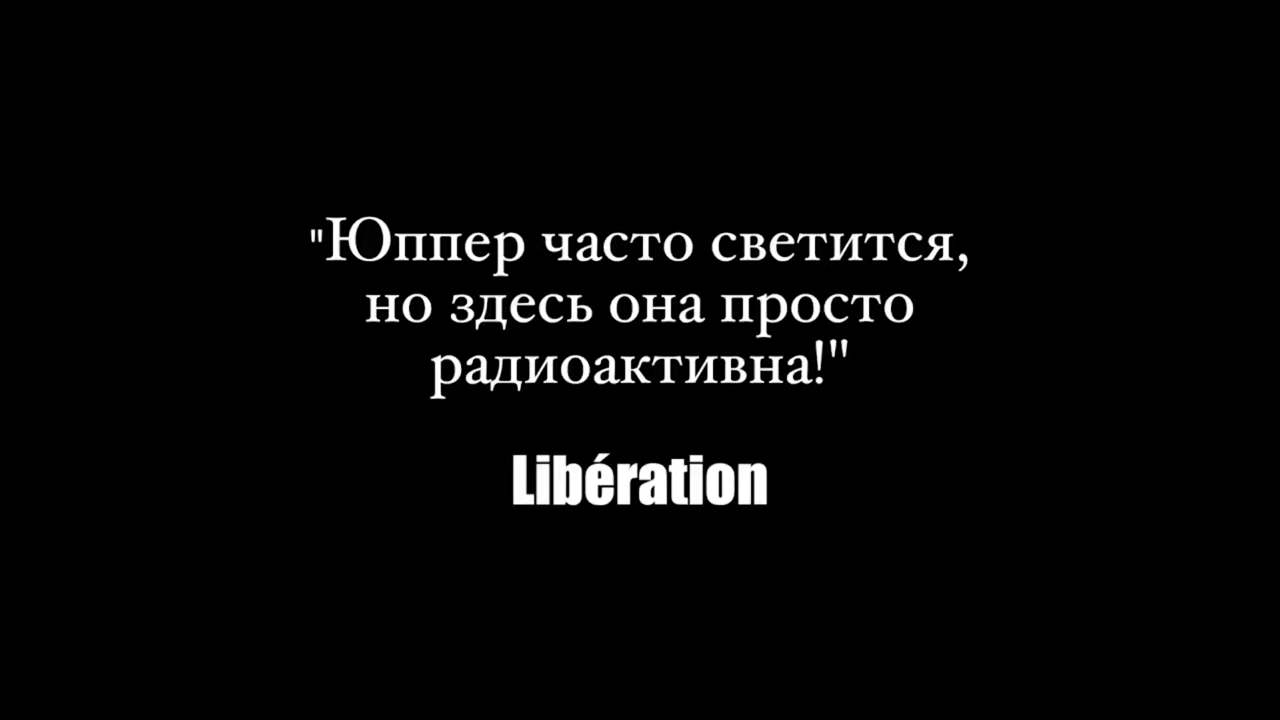 "Юппер часто светится,
но здесь она просто
радиоактивна!"
Libération